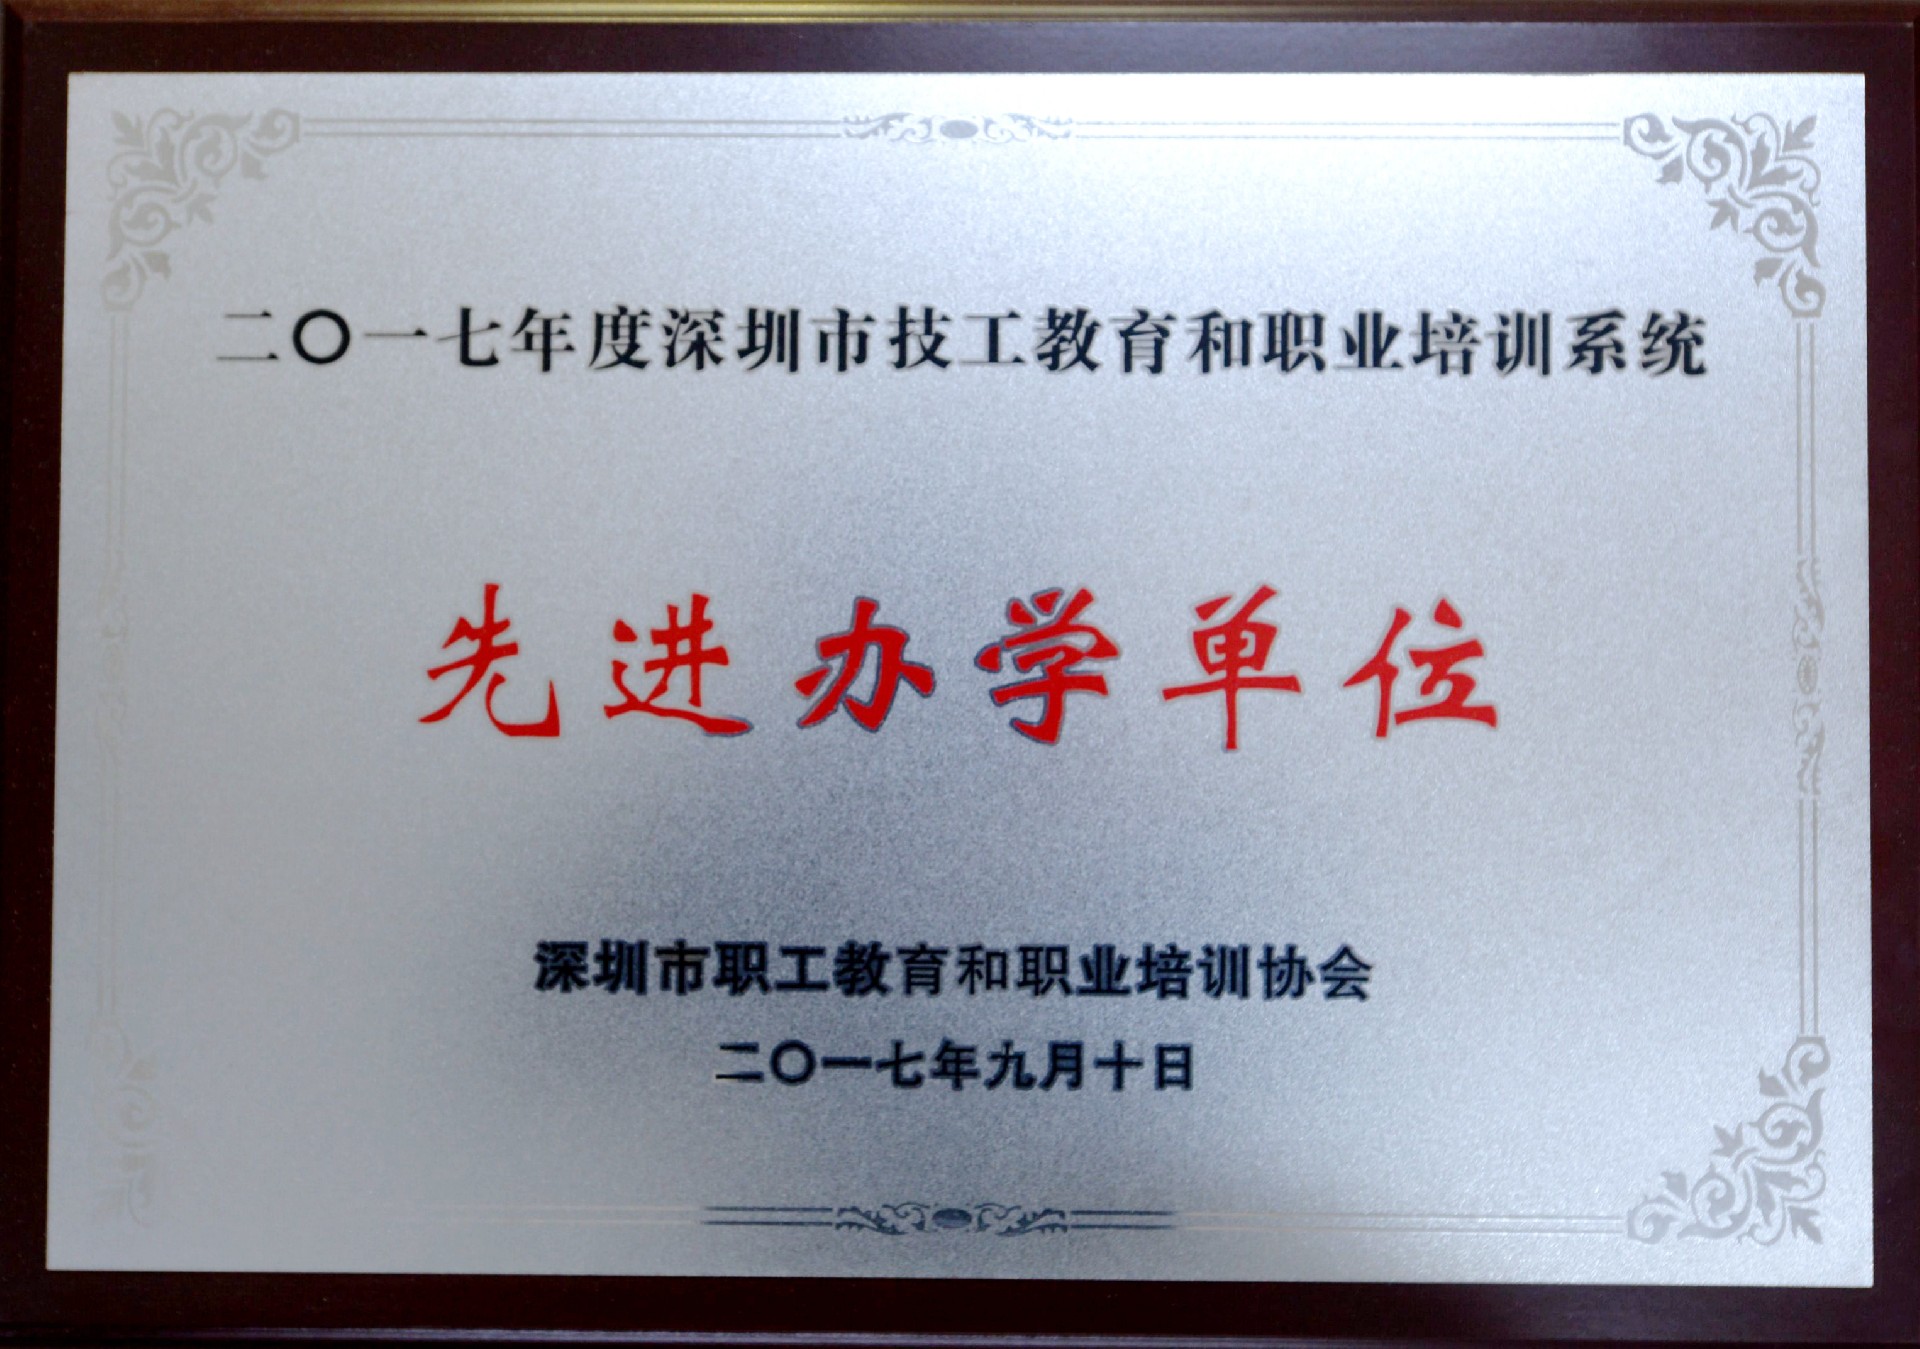 二〇一七年度深圳市技工教育和职业培训系统
先进办学单位
深圳市职工教育和职业培训协会
二〇一七年九月十日